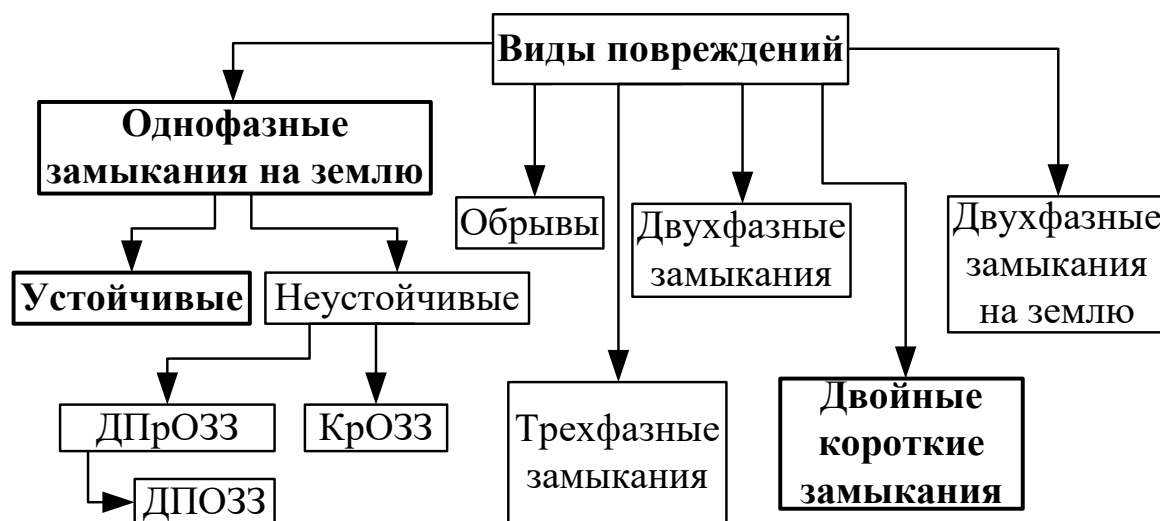 Виды повреждений
Однофазные
замыкания на землю
Обрывы
Двухфазные
замыкания
Двухфазные
замыкания
на землю
Устойчивые
Неустойчивые
ДПрОЗЗ
КрОЗЗ
Трехфазные
замыкания
Двойные
короткие
замыкания
ДПОЗЗ